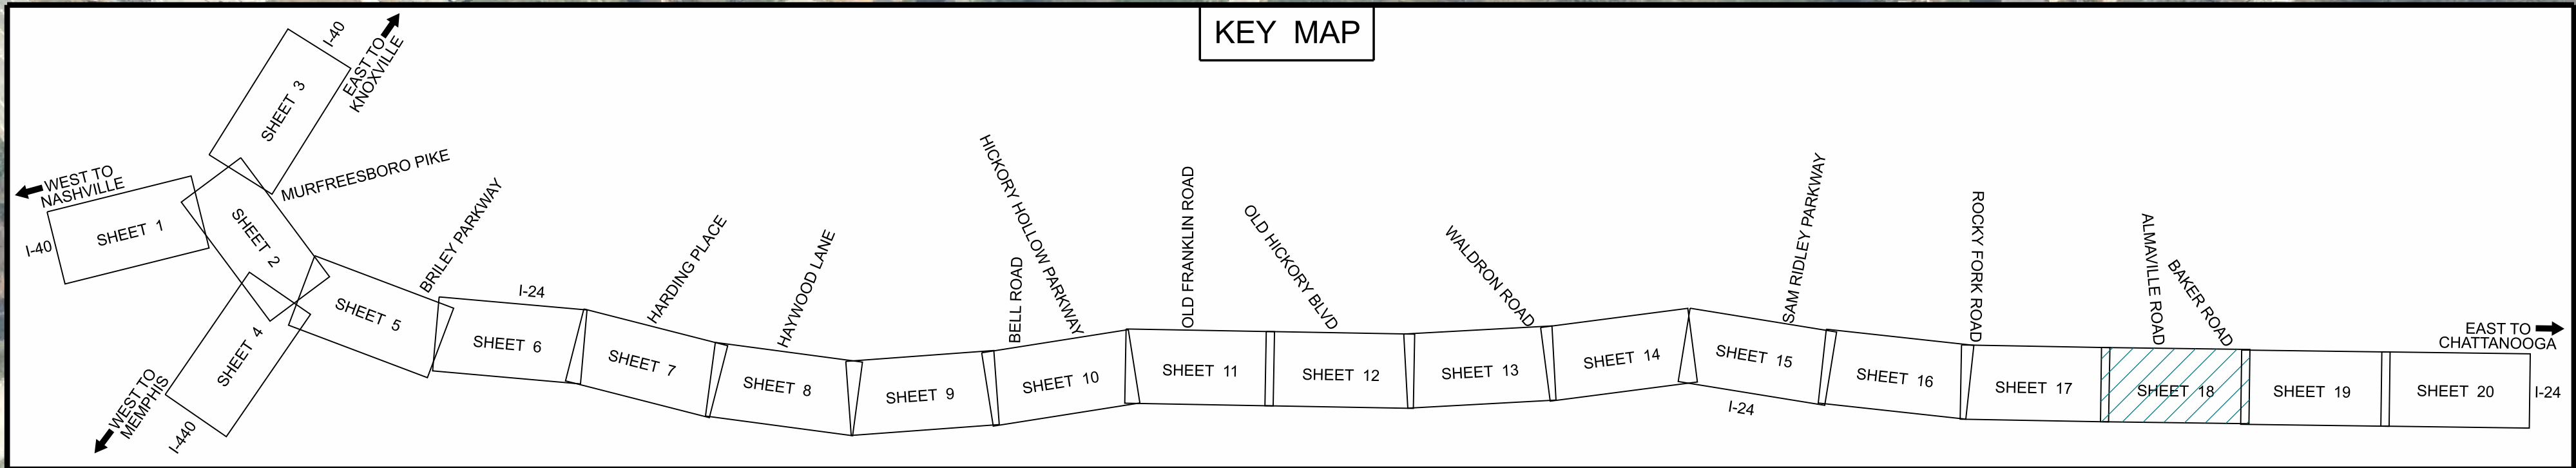 KEY MAP
I-40
EAST TO
KNOXVILLE
SHEET 3
WEST TO
NASHVILLE
MURFREESBORO PIKE
SHEET 1
I-40
SHEET 2
SHEET 4
WEST TO
MEMPHIS
I-440
SHEET 5
BRILEY PARKWAY
I-24
SHEET 6
HARDING PLACE
SHEET 7
HAYWOOD LANE
SHEET 8
SHEET 9
BELL ROAD
HICKORY HOLLOW PARKWAY
SHEET 10
OLD FRANKLIN ROAD
SHEET 11
OLD HICKORY BLVD
SHEET 12
WALDRON ROAD
SHEET 13
SHEET 14
SAM RIDLEY PARKWAY
SHEET 15
I-24
SHEET 16
ROCKY FORK ROAD
SHEET 17
ALMAVILLE ROAD
BAKER ROAD
SHEET 18
SHEET 19
SHEET 20
EAST TO
CHATTANOOGA
I-24